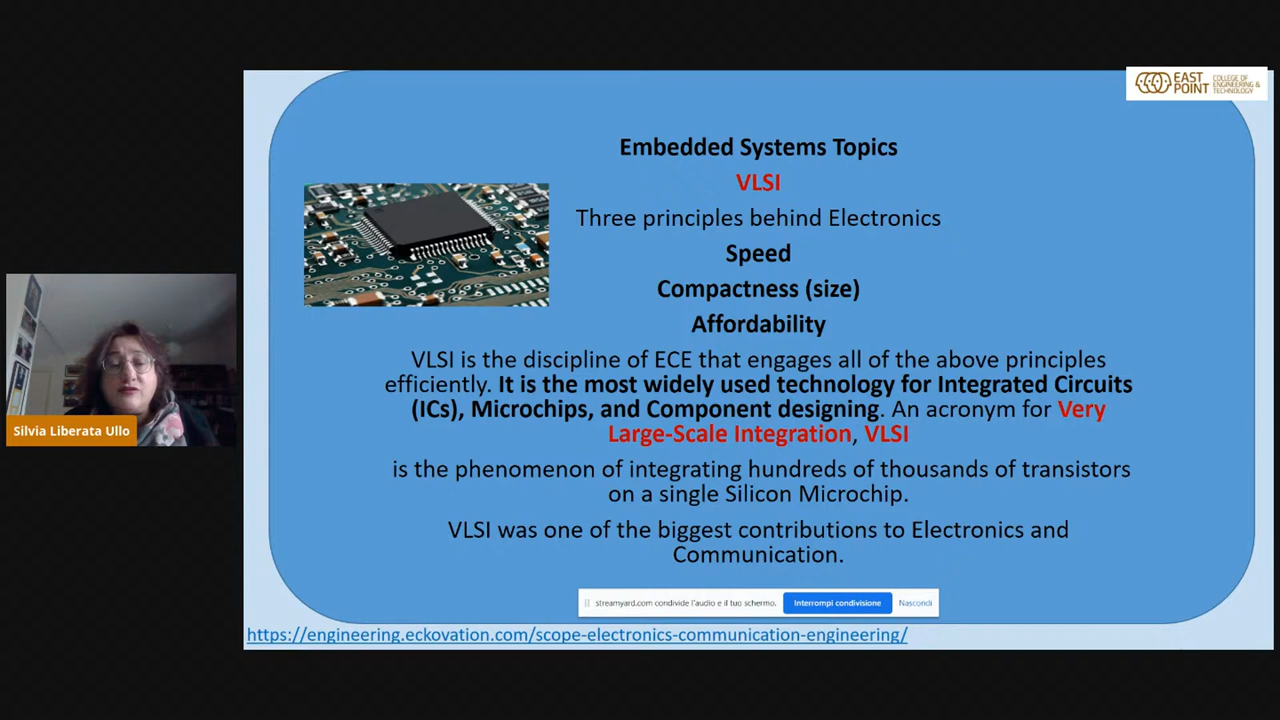 EAST
POINT
COLLEGE OF
ENGINEERING &
TECHNOLOGY
Embedded Systems Topics
VLSI
Three principles behind Electronics
Speed
Compactness (size)
Affordability
VLSI is the discipline of ECE that engages all of the above principles
efficiently. It is the most widely used technology for Integrated Circuits
(ICs), Microchips, and Component designing. An acronym for Very
Large-Scale Integration, VLSI
is the phenomenon of integrating hundreds of thousands of transistors
on a single Silicon Microchip.
VLSI was one of the biggest contributions to Electronics and
Communication.
Silvia Liberata Ullo
streamyard.com condivide l'audio e il tuo schermo. Interrompi condivisione Nascondi
https://engineering.eckovation.com/scope-electronics-communication-engineering/